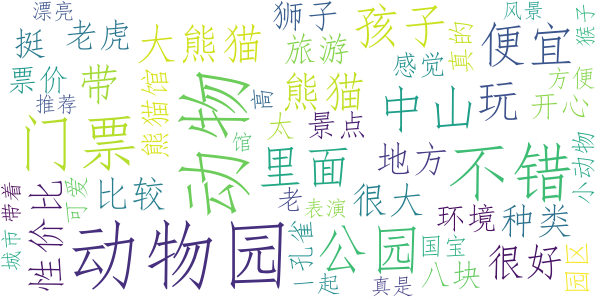 漂亮
挺
老虎
大熊猫
狮子
旅游
孩子
便宜
风景
猴子
票价
带
推荐
熊猫馆
动物
馆
高
熊猫
感觉
真的
玩
方便
开心
门票
太
景点
中山
里面
地方
不错
小动物
带着
城市
性价比
可爱
比较
老
表演
很大
环境
种类
动物园
孔雀
一起
公园
国宝
八块
真是
很好
园区